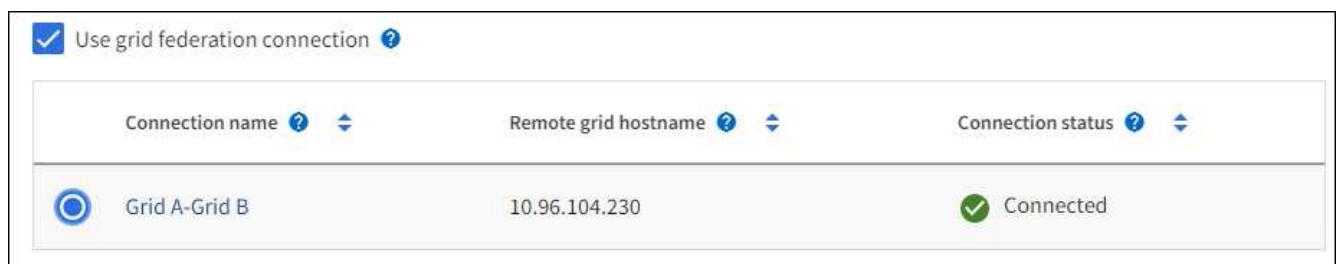 Use grid federation connection
Connection name Remote grid hostname Connection status
Grid A-Grid B 10.96.104.230 Connected